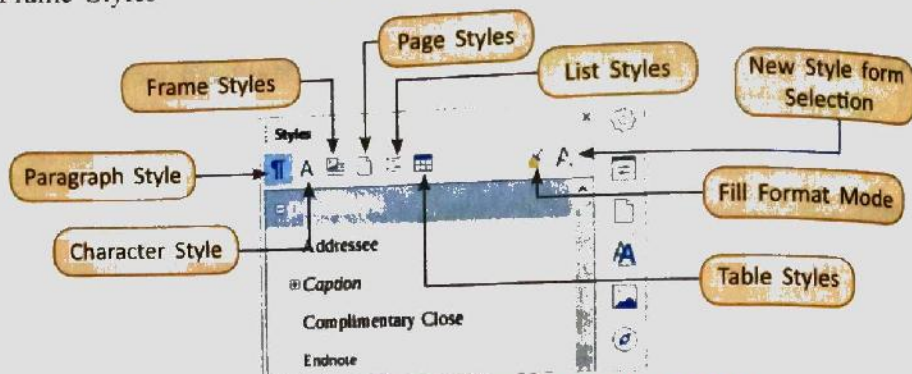 Frame Styles
Page Styles
Frame Styles
List Styles
New Style form
Selection
Styles
Paragraph Style
Fill Format Mode
Character Style
Addressee
Caption
Table Styles
Complimentary Close
Endnote